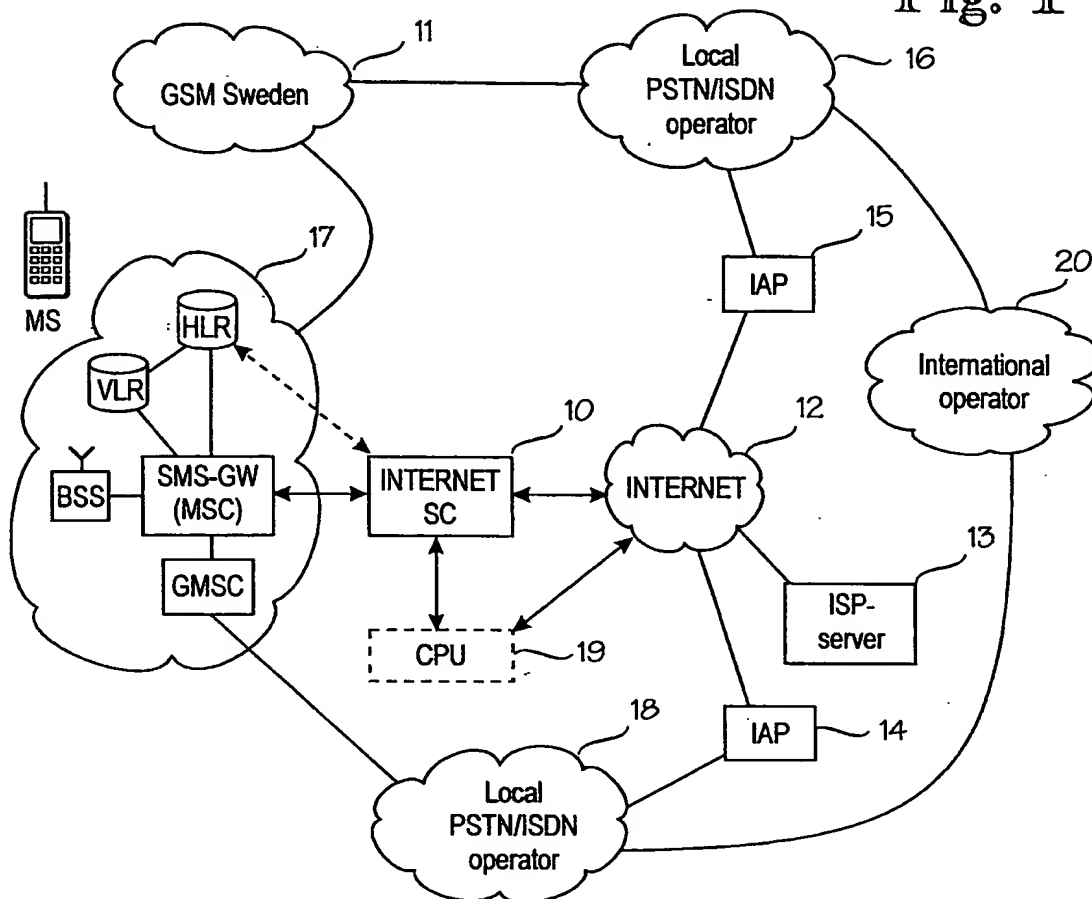 Fig. 1
11
GSM Sweden
Local
PSTN/ISDN
operator
16
MS
17
15
IAP
20
HLR
VLR
International
operator
10
12
BSS
SMS-GW
(MSC)
INTERNET
SC
INTERNET
13
GMSC
ISP-
server
CPU
19
18
IAP
14
Local
PSTN/ISDN
operator